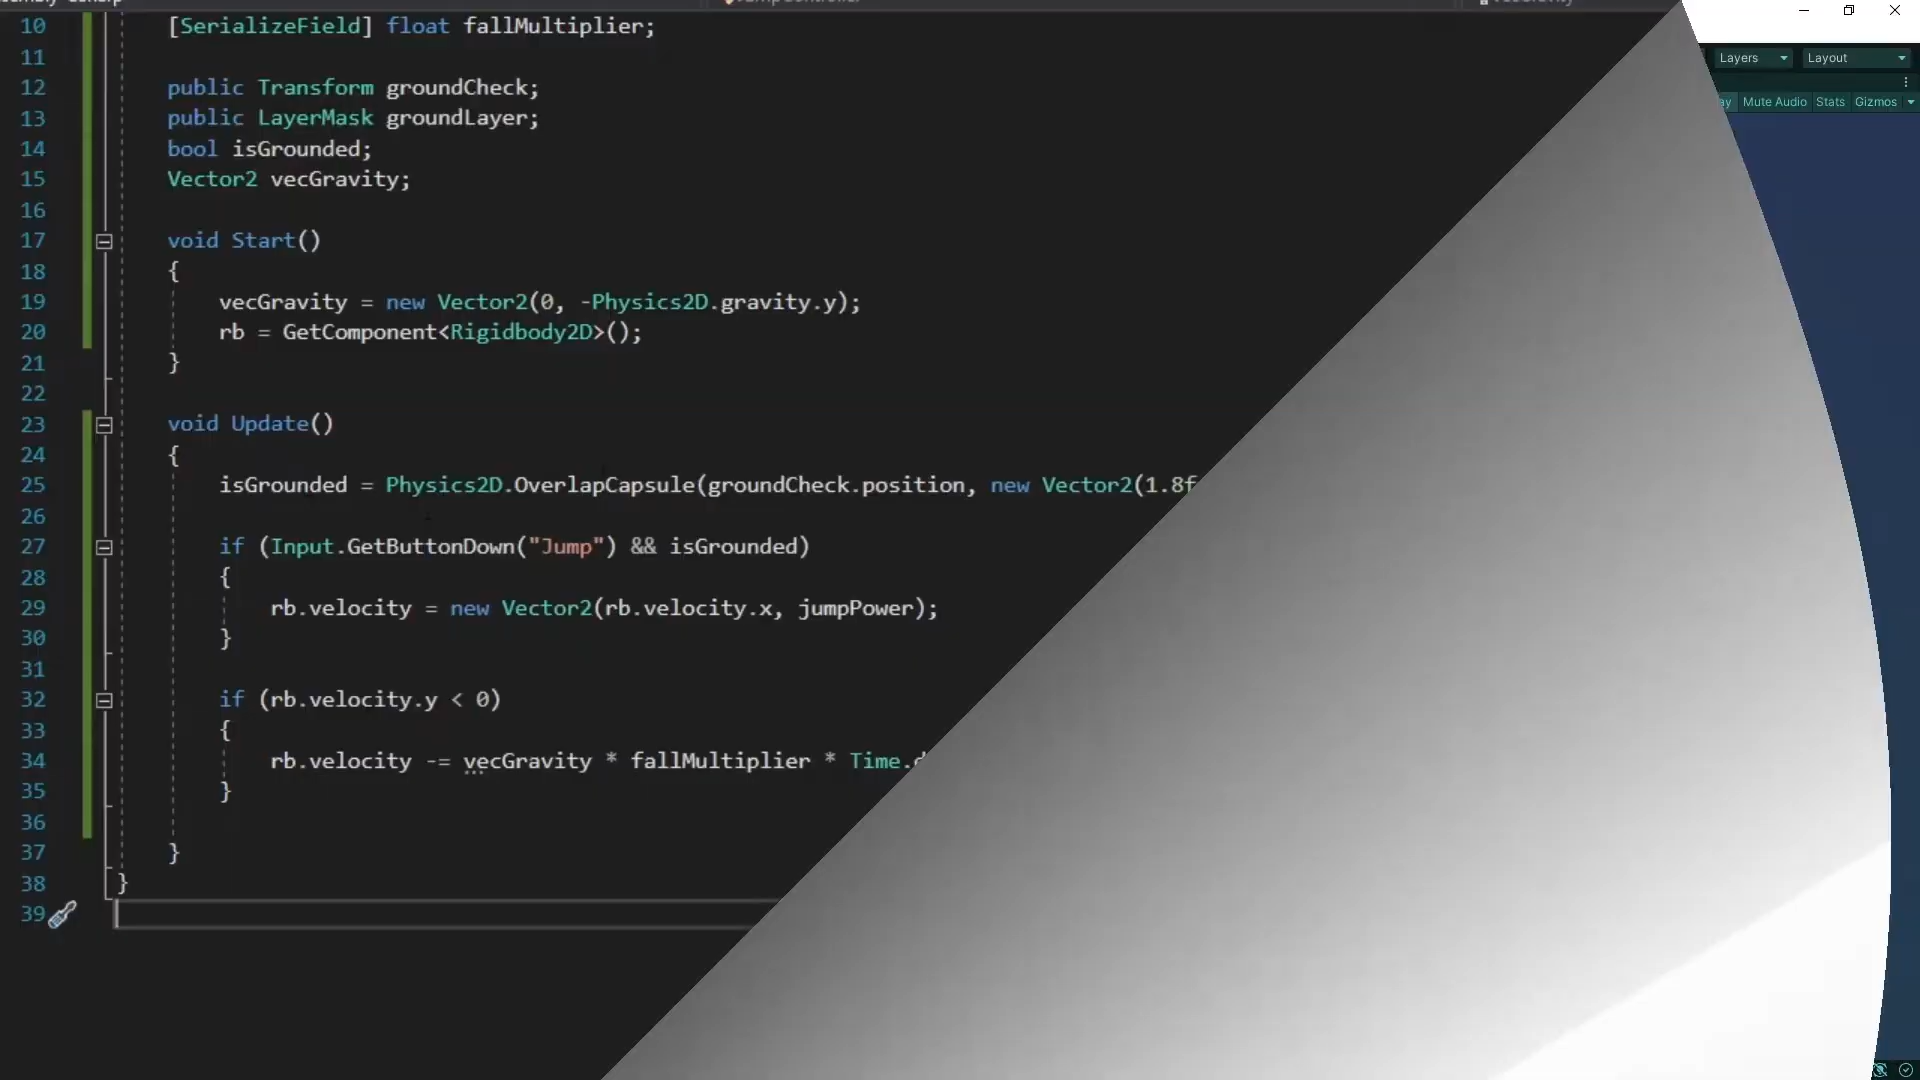 10 [SerializeField] float fallMultiplier;
11
12 public Transform groundCheck;
13 public LayerMask groundLayer;
14 bool isGrounded;
15 Vector2 vecGravity;
16
17 void Start()
18 {
19 vecGravity = new Vector2(0, -Physics2D.gravity.y);
20 rb = GetComponent<Rigidbody2D>();
21 }
22
23 void Update()
24 {
25 isGrounded = Physics2D.OverlapCapsule(groundCheck.position, new Vector2(1.8f
26
27 if (Input.GetButtonDown("Jump") && isGrounded)
28 {
29 rb.velocity = new Vector2(rb.velocity.x, jumpPower);
30 }
31
32 if (rb.velocity.y < 0)
33 {
34 rb.velocity -= vecGravity * fallMultiplier * Time.d
35 }
36
37 }
38 }
39
Layers Layout
ay Mute Audio Stats Gizmos